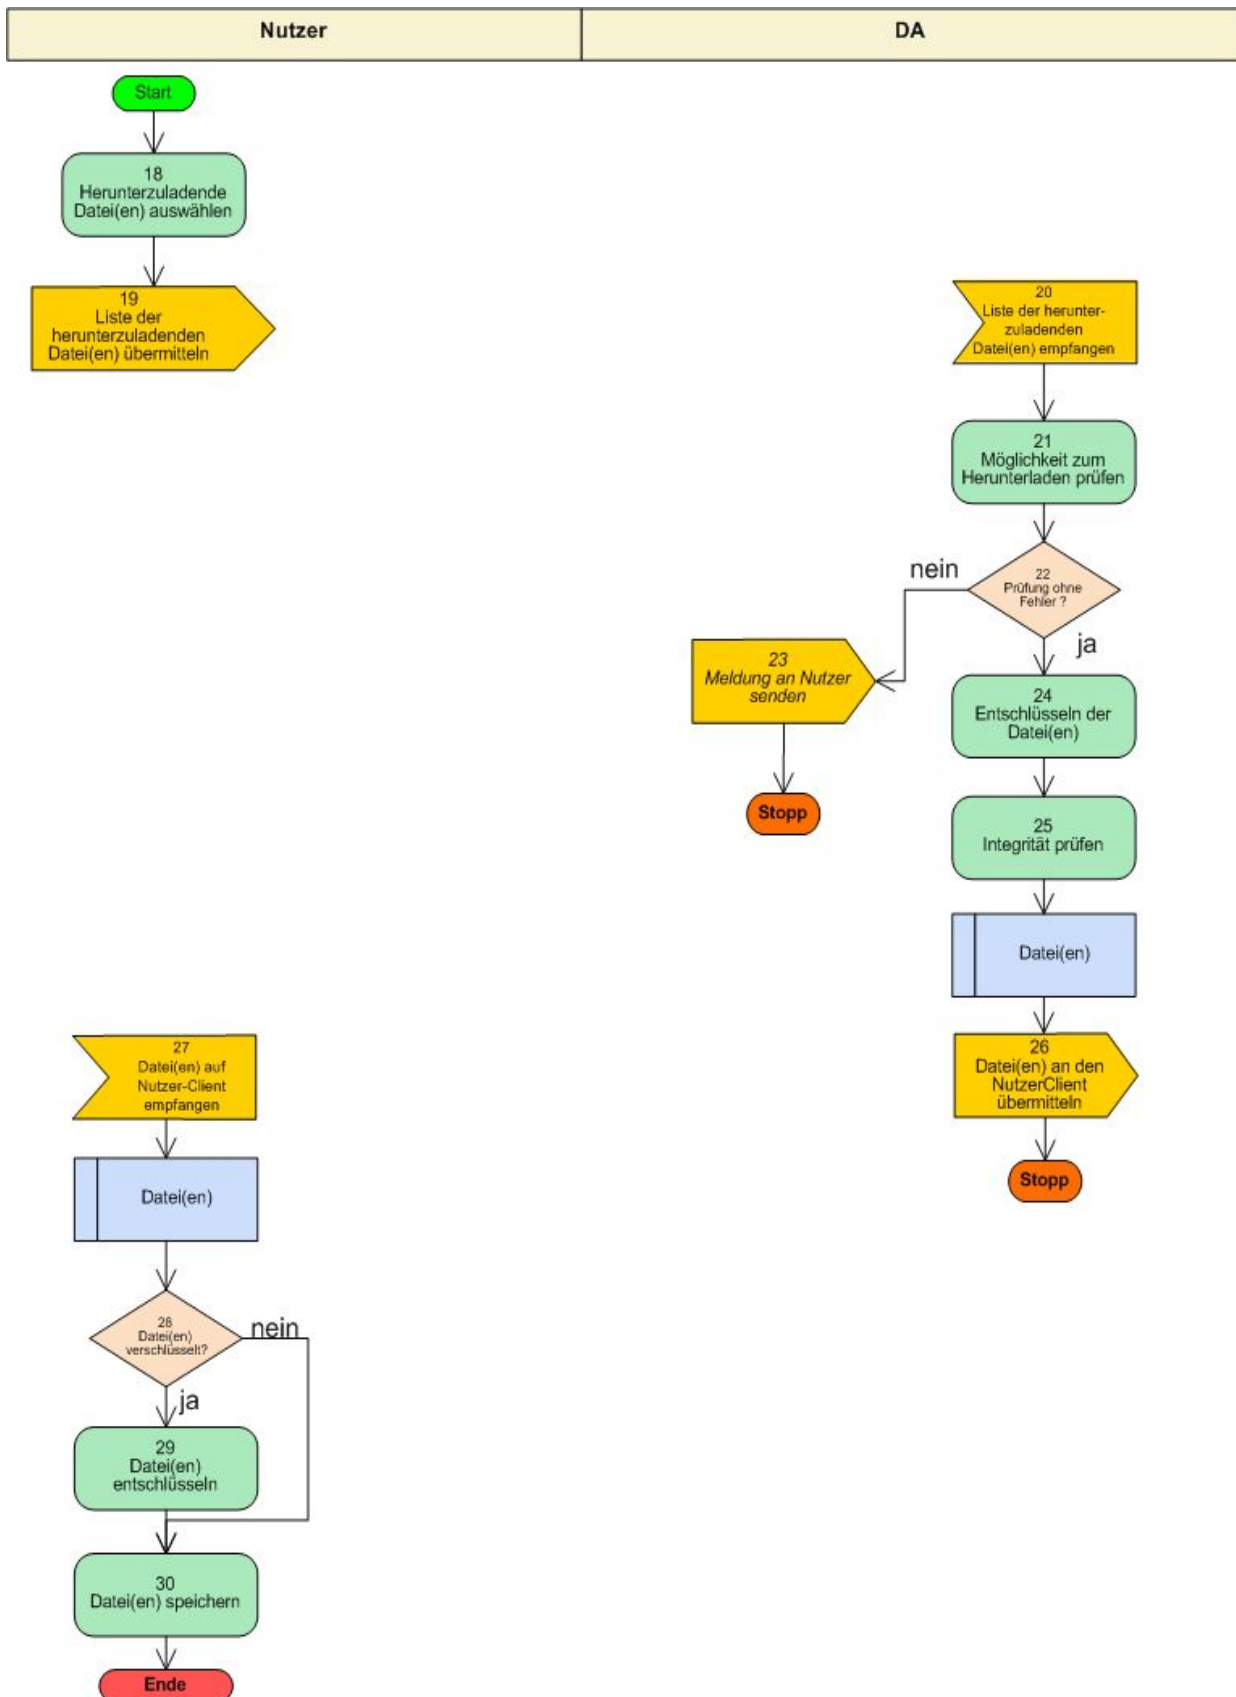 Nutzer
DA
Start
18
Herunterzuladende
Datei(en) auswählen
19
Liste der
herunterzuladenden
Datei(en) übermitteln
20
Liste der herunter-
zuladenden
Datei(en) empfangen
21
Möglichkeit zum
Herunterladen prüfen
22
Prüfung ohne
Fehler ?
nein
ja
23
Meldung an Nutzer
senden
Stopp
24
Entschlüsseln der
Datei(en)
25
Integrität prüfen
Datei(en)
26
Datei(en) an den
NutzerClient
übermitteln
Stopp
27
Datei(en) auf
Nutzer-Client
empfangen
Datei(en)
28
Datei(en)
verschlüsselt?
nein
ja
29
Datei(en)
entschlüsseln
30
Datei(en) speichern
Ende